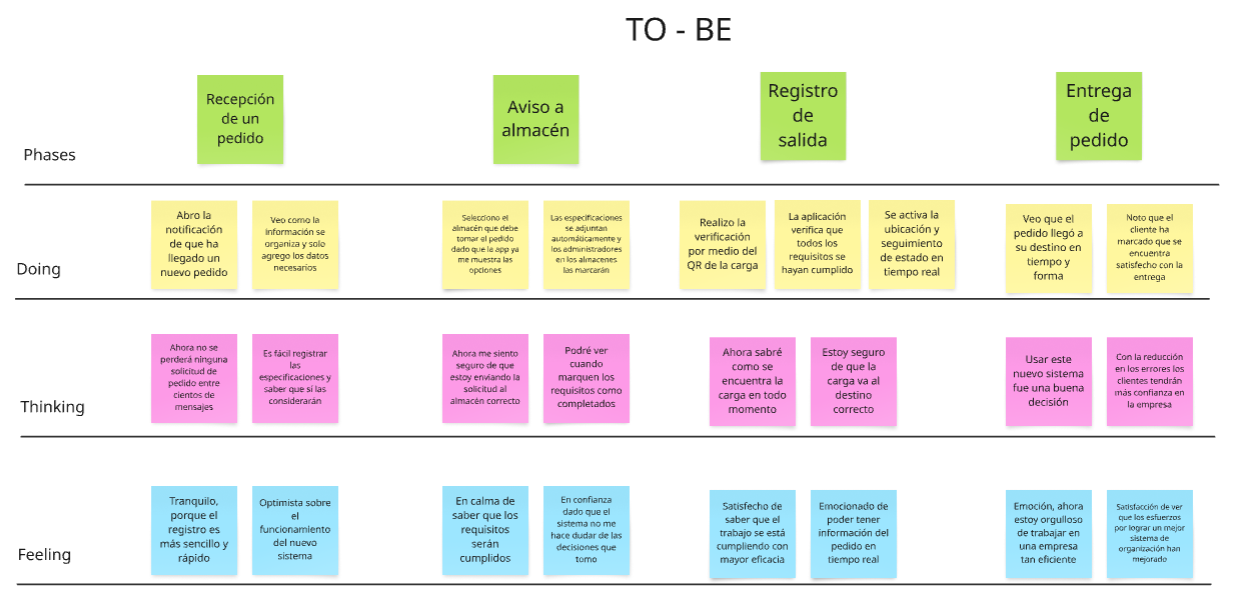 TO - BE
Phases
Recepción
de un
pedido
Aviso a
almacén
Registro
de
salida
Entrega
de
pedido
Doing
Abro la
notificación
de que ha
llegado un
nuevo pedido
Veo como la
información se
organiza y solo
agrego los datos
necesarios
Selecciono el
almacén que debe
tomar el pedido
dado que la app ya
me muestra las
opciones
Las especificaciones
se adjuntan
automáticamente y
los administradores
en los almacenes
las marcarán
Realizo la
verificación
por medio del
QR de la carga
La aplicación
verifica que
todos los
requisitos se
hayan cumplido
Se activa la
ubicación y
seguimiento
de estado en
tiempo real
Veo que el
pedido llegó a
su destino en
tiempo y
forma
Noto que el
cliente ha
marcado que se
encuentra
satisfecho con la
entrega
Thinking
Ahora no se
perderá ninguna
solicitud de
pedido entre
cientos de
mensajes
Es fácil registrar
las
especificaciones y
saber que sí las
considerarán
Ahora me siento
seguro de que
estoy enviando la
solicitud al
almacén correcto
Podré ver
cuando
marquen los
requisitos como
completados
Ahora sabré
como se
encuentra la
carga en todo
momento
Estoy seguro
de que la
carga va al
destino
correcto
Usar este
nuevo sistema
fue una buena
decisión
Con la reducción
en los errores los
clientes tendrán
más confianza en
la empresa
Feeling
Tranquilo,
porque el
registro es
más sencillo y
rápido
Optimista sobre
el
funcionamiento
del nuevo
sistema
En calma de
saber que los
requisitos
serán
cumplidos
En confianza
dado que el
sistema no me
hace dudar de las
decisiones que
tomo
Satisfecho de
saber que el
trabajo se está
cumpliendo con
mayor eficacia
Emocionado de
poder tener
información del
pedido en
tiempo real
Emoción, ahora
estoy orgulloso
de trabajar en
una empresa
tan eficiente
Satisfacción de ver
que los esfuerzos
por lograr un mejor
sistema de
organización han
mejorado